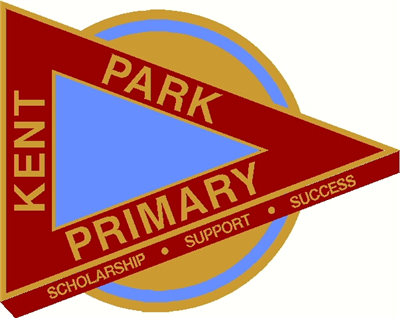 KENT
PARK
PRIMARY
SCHOLARSHIP • SUPPORT • SUCCESS